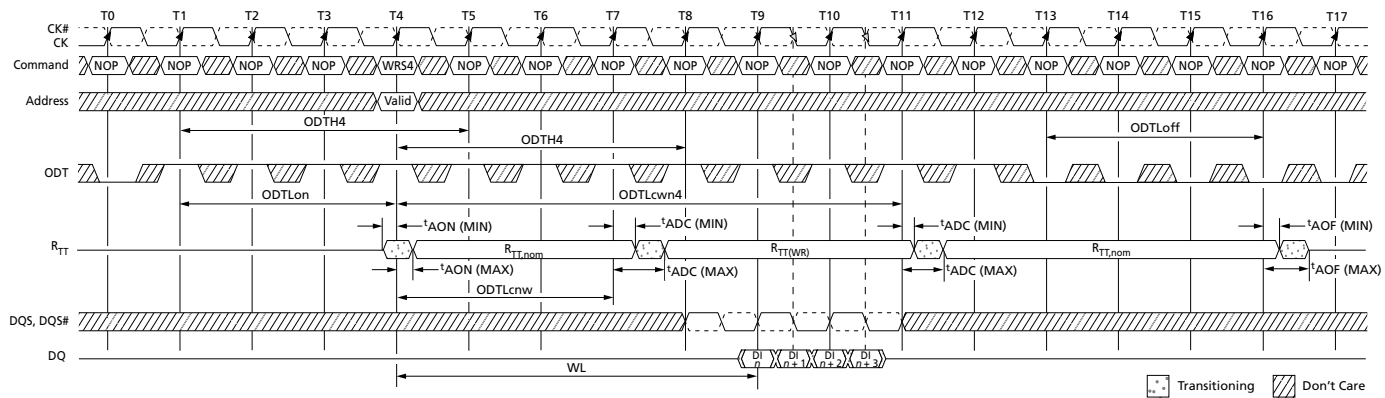 T0 T1 T2 T3 T4 T5 T6 T7 T8 T9 T10 T11 T12 T13 T14 T15 T16 T17
CK#
CK
Command NOP NOP NOP NOP WRS4 NOP NOP NOP NOP NOP NOP NOP NOP NOP NOP NOP NOP NOP
Address Valid
ODTH4
ODTH4 ODTLoff
ODT
ODTLon ODTLcwn4
tAON (MIN) tADC (MIN) tADC (MIN) tAOF (MIN)
RTT RTT,nom RTT(WR) RTT,nom
tAON (MAX) tADC (MAX) tADC (MAX) tAOF (MAX)
ODTLcnw
DQS, DQS#
DQ DI n DI n + 1 DI n + 2 DI n + 3
WL
Transitioning Don't Care